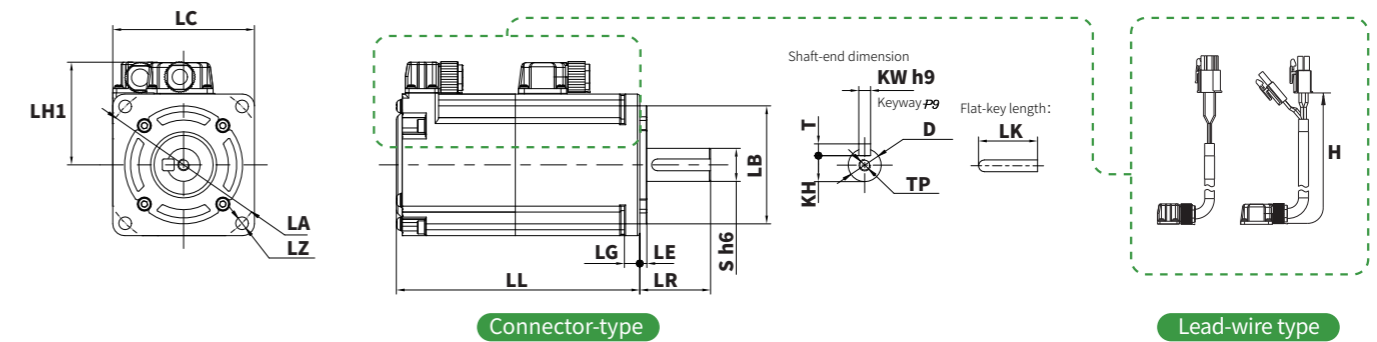 LC
LH1
LA
LZ
LB
LG
LE
S h6
LL
LR
Connector-type
Shaft-end dimension
KW h9
Keyway P9
T
D
KH
TP
Flat-key length:
LK
H
Lead-wire type